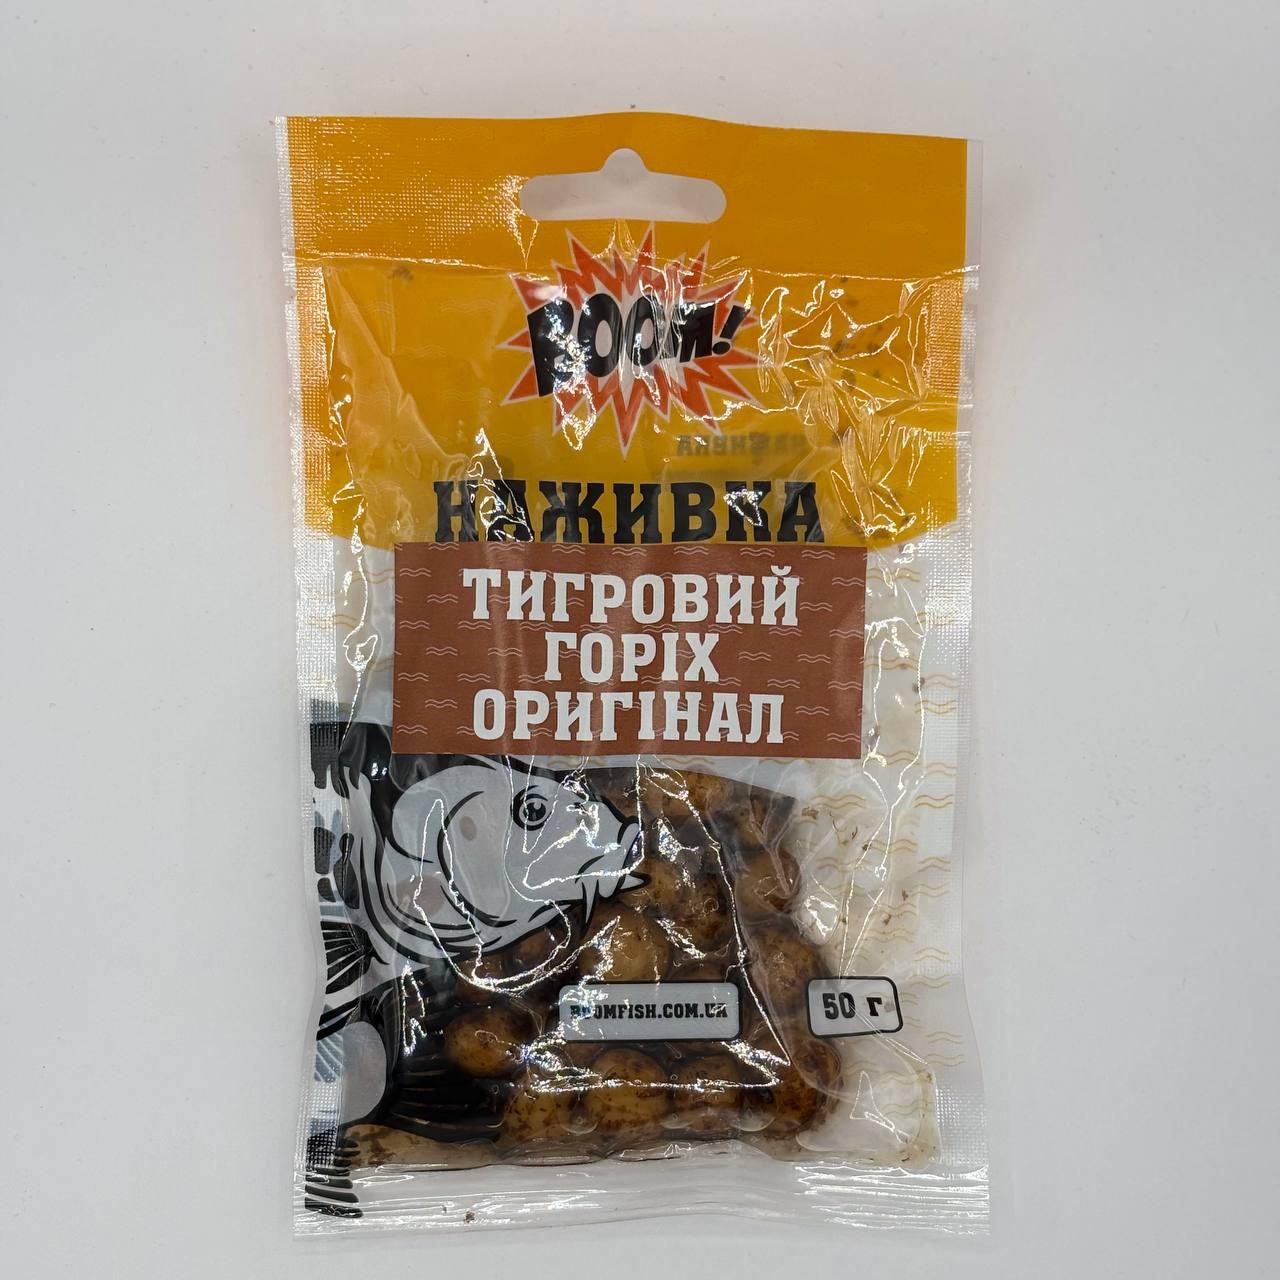 BOOM!
НАЖИВКА
ТИГРОВИЙ
ГОРІХ
ОРИГІНАЛ
BOOMFISH.COM.UA
50 г